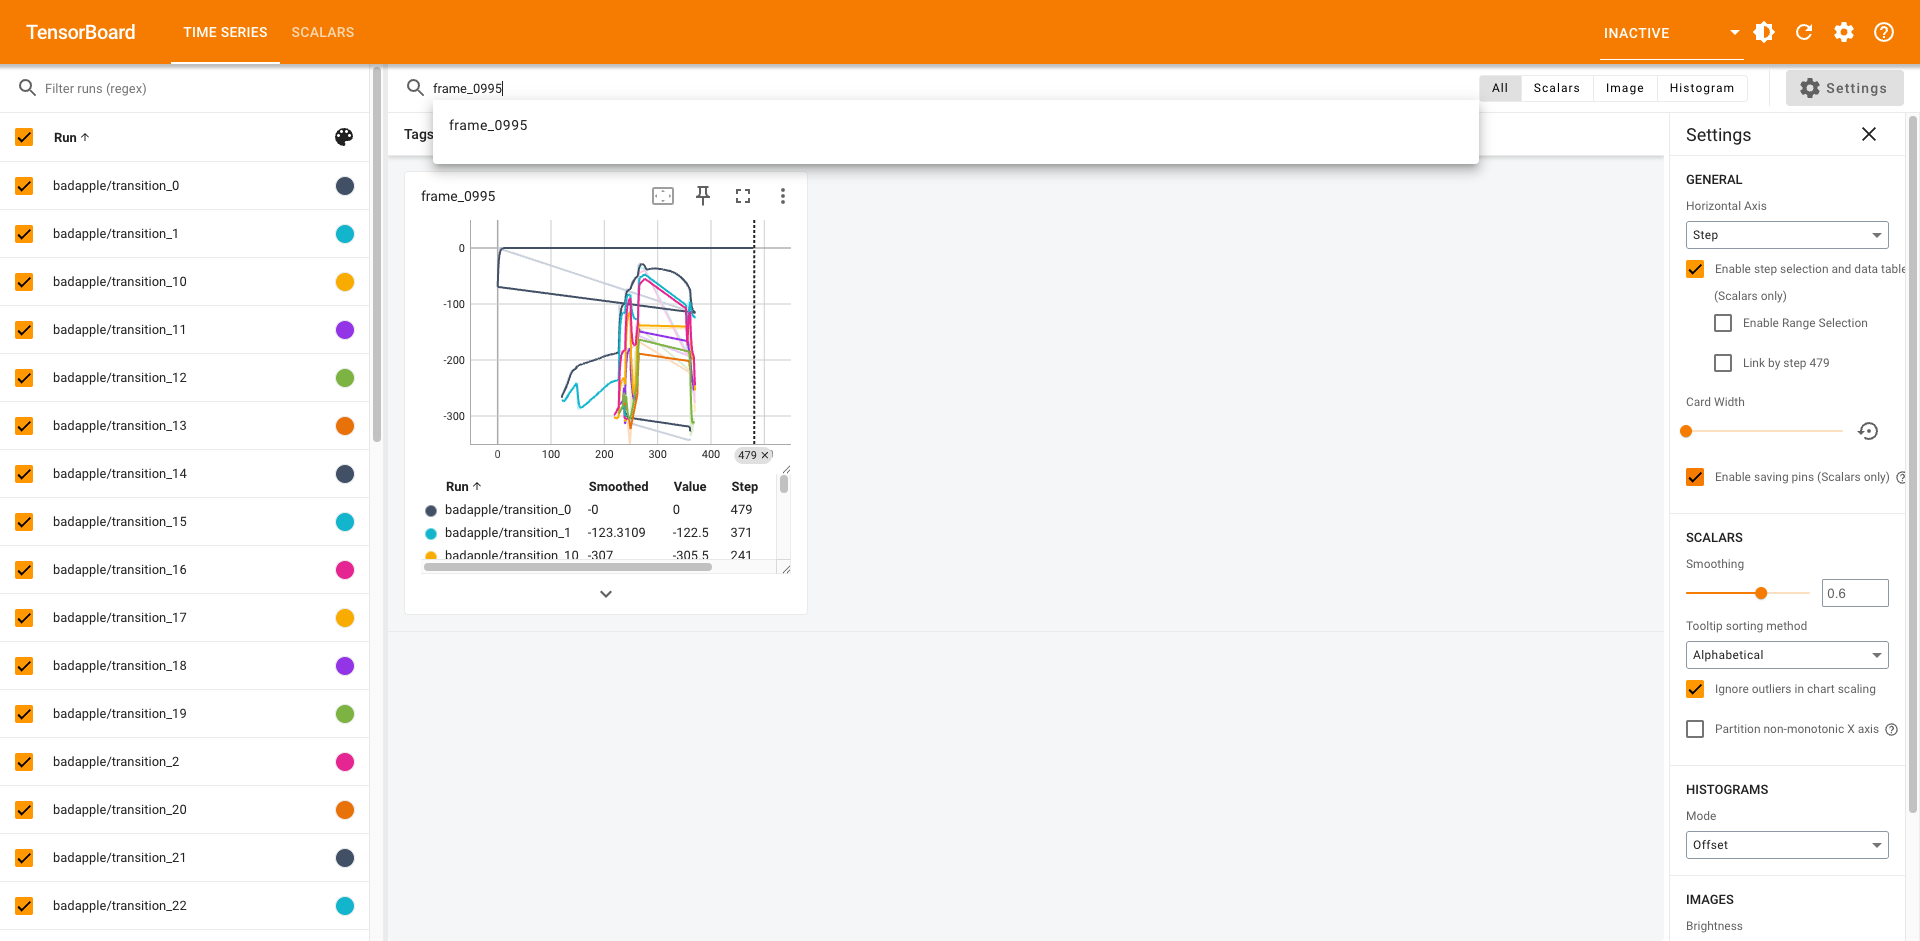 TensorBoard
TIME SERIES
SCALARS
INACTIVE
Filter runs (regex)
frame_0995
All
Scalars
Image
Histogram
Settings
frame_0995
Run
Tags
Settings
badapple/transition_0
badapple/transition_1
badapple/transition_10
badapple/transition_11
badapple/transition_12
badapple/transition_13
badapple/transition_14
badapple/transition_15
badapple/transition_16
badapple/transition_17
badapple/transition_18
badapple/transition_19
badapple/transition_2
badapple/transition_20
badapple/transition_21
badapple/transition_22
frame_0995
0
-100
-200
-300
0 100 200 300 400 479
Run Smoothed Value Step
badapple/transition_0 -0 0 479
badapple/transition_1 -123.3109 -122.5 371
badapple/transition_10 -307 -305.5 241
GENERAL
Horizontal Axis
Step
Enable step selection and data table
(Scalars only)
Enable Range Selection
Link by step 479
Card Width
Enable saving pins (Scalars only)
SCALARS
Smoothing
0.6
Tooltip sorting method
Alphabetical
Ignore outliers in chart scaling
Partition non-monotonic X axis
HISTOGRAMS
Mode
Offset
IMAGES
Brightness